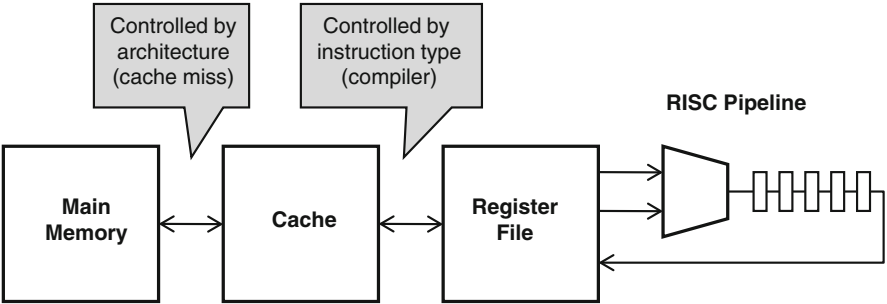 Controlled by
architecture
(cache miss)
Controlled by
instruction type
(compiler)
RISC Pipeline
Main
Memory
Cache
Register
File